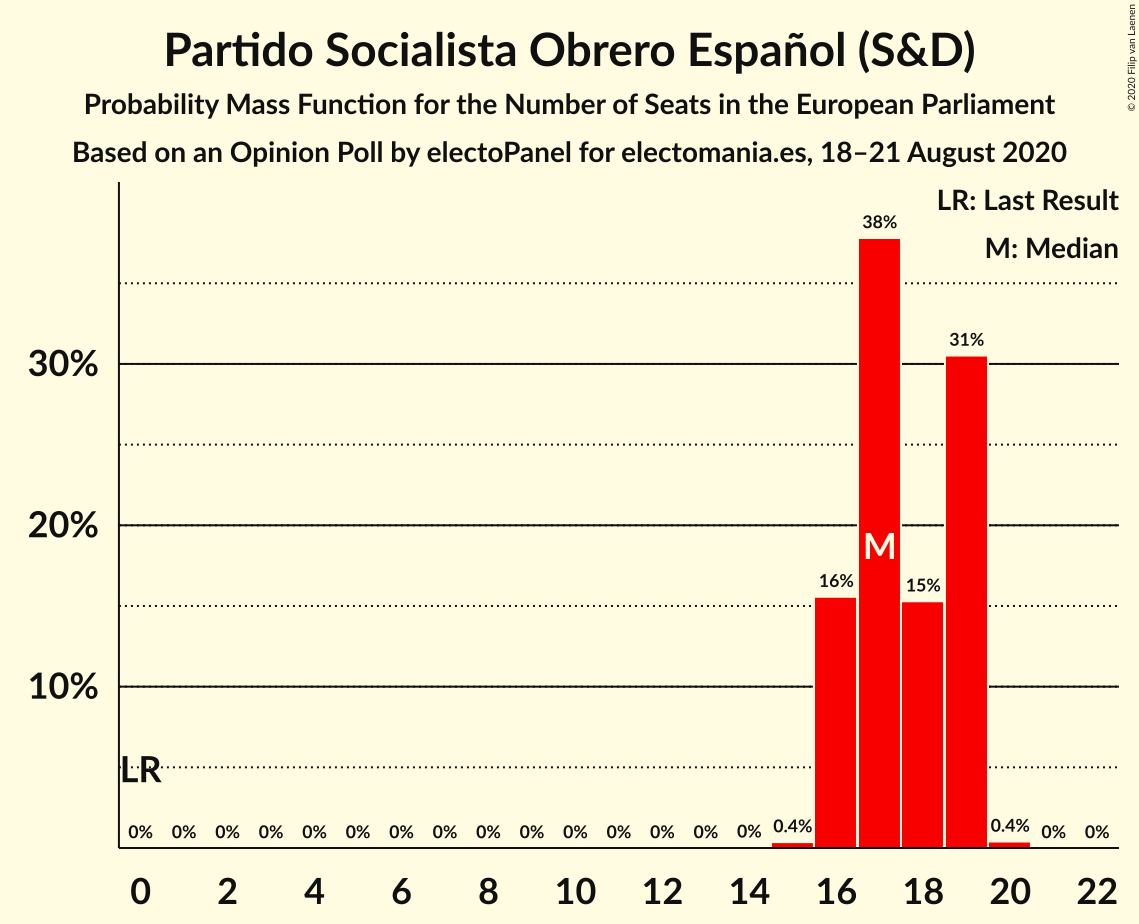 Partido Socialista Obrero Español (S&D)
Probability Mass Function for the Number of Seats in the European Parliament
Based on an Opinion Poll by electoPanel for electomania.es, 18–21 August 2020
© 2020 Filip van Laenen
LR: Last Result
M: Median
38%
31%
30%
20%
M
16%
15%
10%
LR
0% 0% 0% 0% 0% 0% 0% 0% 0% 0% 0% 0% 0% 0% 0% 0.4% 0.4% 0% 0%
0 2 4 6 8 10 12 14 16 18 20 22